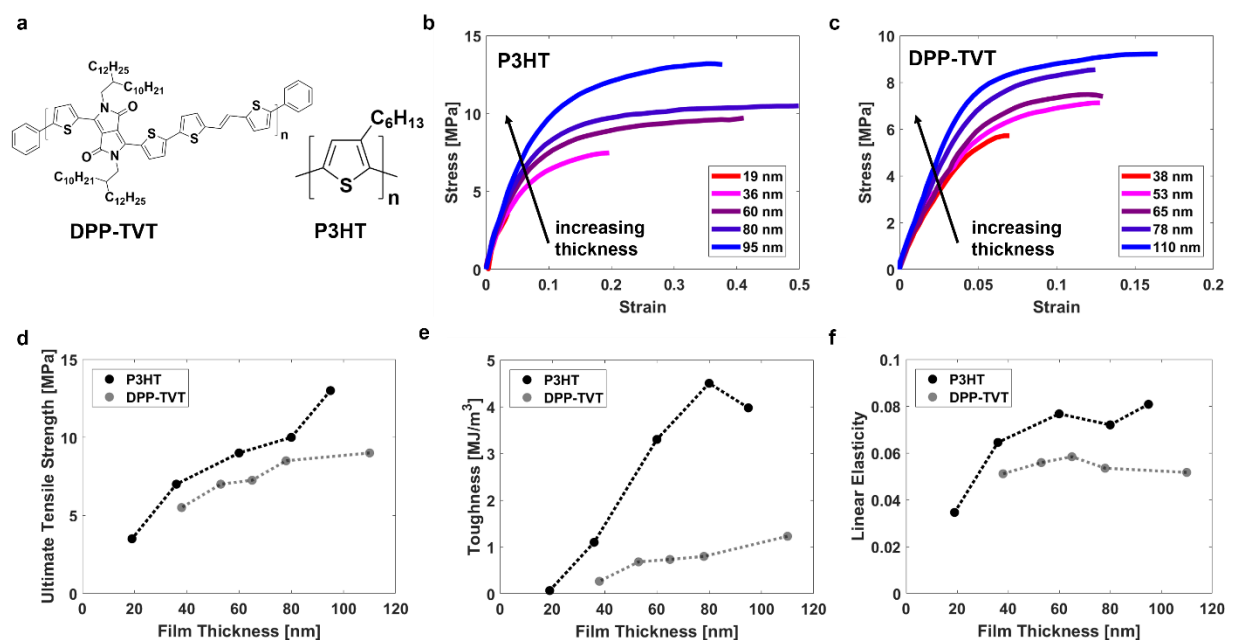 a
C12H25
C10H21
N
O
S
S
S
S
n
O
N
C10H21
C12H25
DPP-TVT
C6H13
S
n
P3HT
b
P3HT
15
10
5
0
Stress [MPa]
increasing
thickness
19 nm
36 nm
60 nm
80 nm
95 nm
0 0.1 0.2 0.3 0.4 0.5
Strain
c
DPP-TVT
10
8
6
4
2
0
Stress [MPa]
increasing
thickness
38 nm
53 nm
65 nm
78 nm
110 nm
0 0.05 0.1 0.15 0.2
Strain
d
P3HT
DPP-TVT
15
10
5
0
Ultimate Tensile Strength [MPa]
0 20 40 60 80 100 120
Film Thickness [nm]
e
P3HT
DPP-TVT
5
4
3
2
1
0
Toughness [MJ/m3]
0 20 40 60 80 100 120
Film Thickness [nm]
f
P3HT
DPP-TVT
0.1
0.08
0.06
0.04
0.02
0
Linear Elasticity
0 20 40 60 80 100 120
Film Thickness [nm]